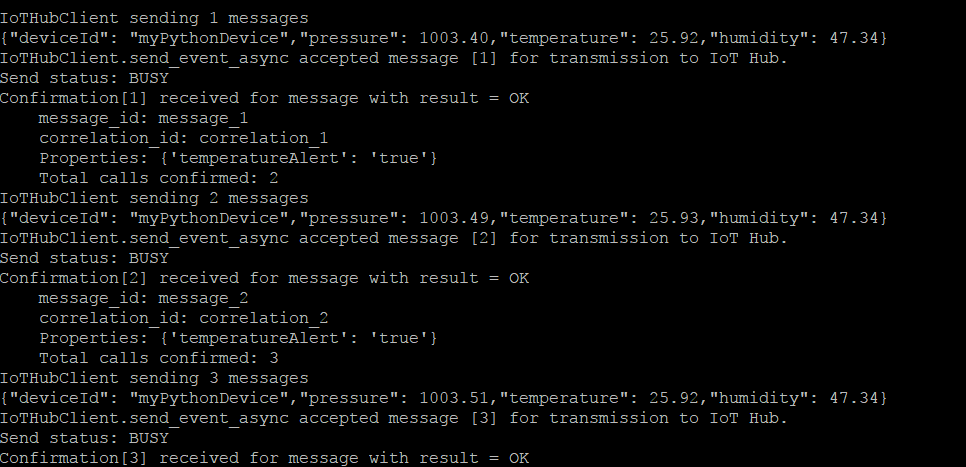 IoTHubClient sending 1 messages
{"deviceId": "myPythonDevice","pressure": 1003.40,"temperature": 25.92,"humidity": 47.34}
IoTHubClient.send_event_async accepted message [1] for transmission to IoT Hub.
Send status: BUSY
Confirmation[1] received for message with result = OK
    message_id: message_1
    correlation_id: correlation_1
    Properties: {'temperatureAlert': 'true'}
    Total calls confirmed: 2
IoTHubClient sending 2 messages
{"deviceId": "myPythonDevice","pressure": 1003.49,"temperature": 25.93,"humidity": 47.34}
IoTHubClient.send_event_async accepted message [2] for transmission to IoT Hub.
Send status: BUSY
Confirmation[2] received for message with result = OK
    message_id: message_2
    correlation_id: correlation_2
    Properties: {'temperatureAlert': 'true'}
    Total calls confirmed: 3
IoTHubClient sending 3 messages
{"deviceId": "myPythonDevice","pressure": 1003.51,"temperature": 25.92,"humidity": 47.34}
IoTHubClient.send_event_async accepted message [3] for transmission to IoT Hub.
Send status: BUSY
Confirmation[3] received for message with result = OK